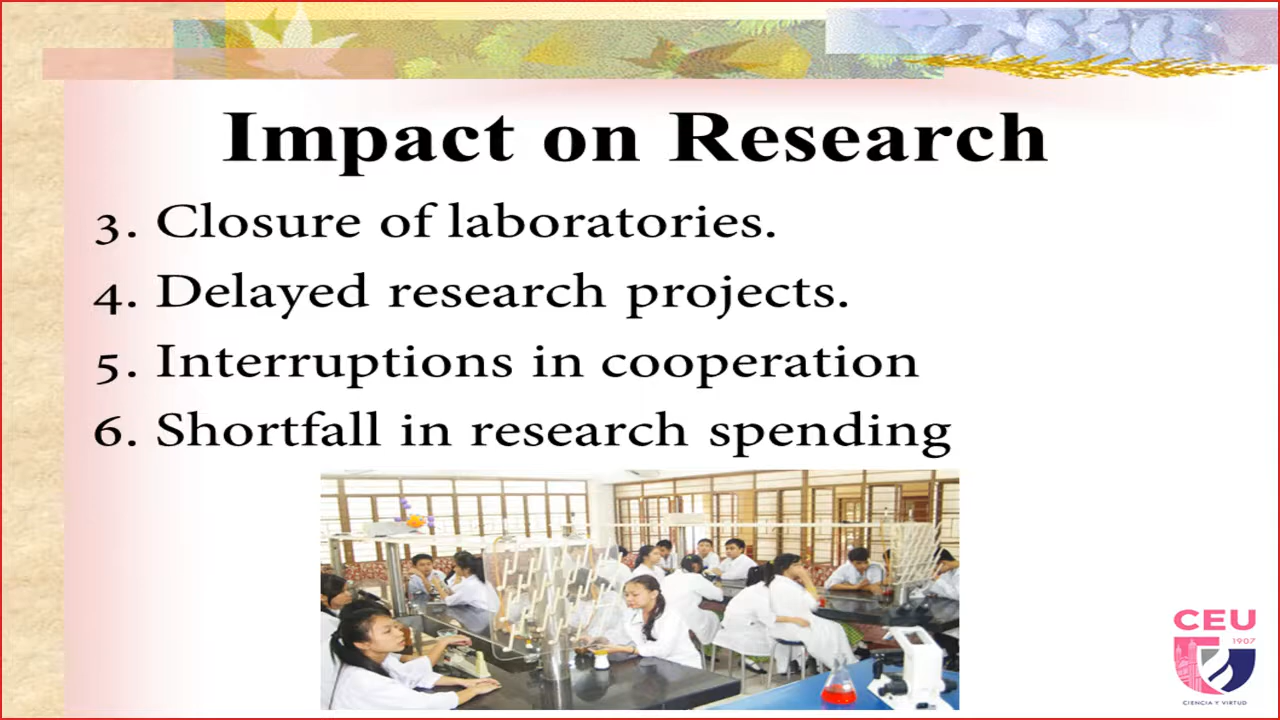 Impact on Research
3. Closure of laboratories.
4. Delayed research projects.
5. Interruptions in cooperation
6. Shortfall in research spending
CEU
1907
CIENCIA Y VIRTUD